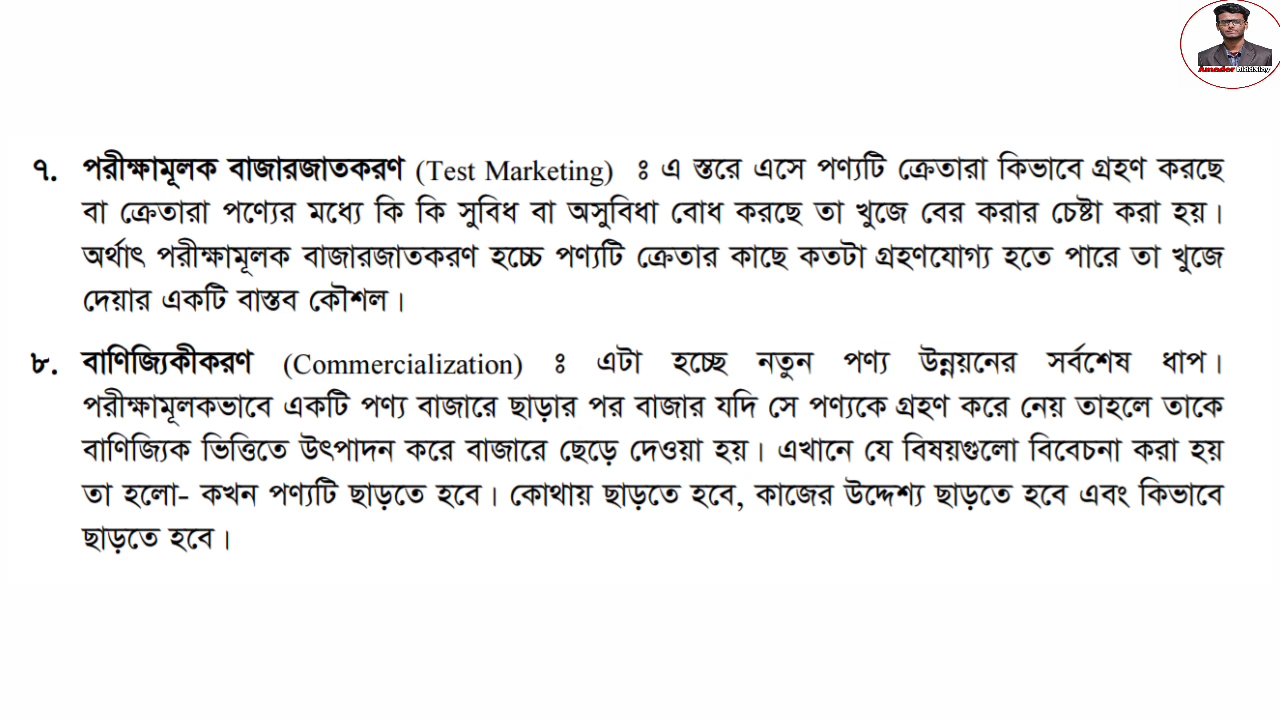 Amader
৭. পরীক্ষামূলক বাজারজাতকরণ (Test Marketing) ঃ এ স্তরে এসে পণ্যটি ক্রেতারা কিভাবে গ্রহণ করছে
বা ক্রেতারা পণ্যের মধ্যে কি কি সুবিধ বা অসুবিধা বোধ করছে তা খুজে বের করার চেষ্টা করা হয়।
অর্থাৎ পরীক্ষামূলক বাজারজাতকরণ হচ্চে পণ্যটি ক্রেতার কাছে কতটা গ্রহণযোগ্য হতে পারে তা খুজে
দেয়ার একটি বাস্তব কৌশল।
৮. বাণিজ্যিকীকরণ (Commercialization) ঃ এটা হচ্ছে নতুন পণ্য উন্নয়নের সর্বশেষ ধাপ।
পরীক্ষামূলকভাবে একটি পণ্য বাজারে ছাড়ার পর বাজার যদি সে পণ্যকে গ্রহণ করে নেয় তাহলে তাকে
বাণিজ্যিক ভিত্তিতে উৎপাদন করে বাজারে ছেড়ে দেওয়া হয়। এখানে যে বিষয়গুলো বিবেচনা করা হয়
তা হলো- কখন পণ্যটি ছাড়তে হবে। কোথায় ছাড়তে হবে, কাজের উদ্দেশ্য ছাড়তে হবে এবং কিভাবে
ছাড়তে হবে।